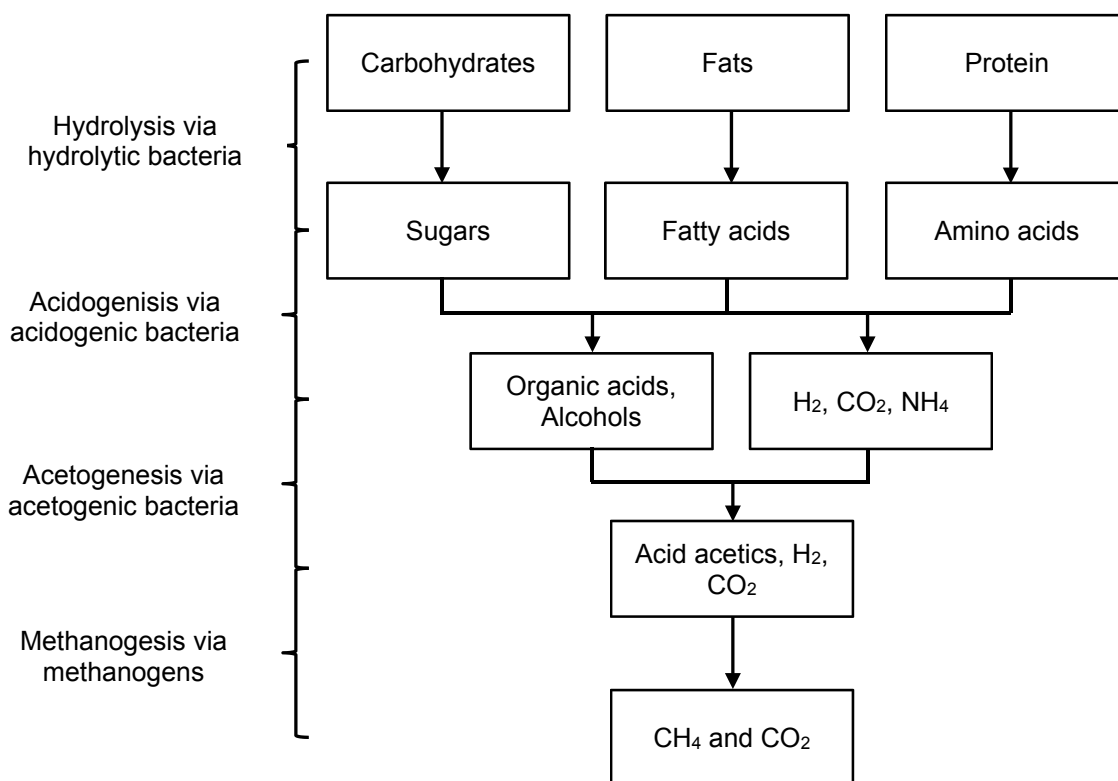 Carbohydrates
Fats
Protein
Hydrolysis via
hydrolytic bacteria
Sugars
Fatty acids
Amino acids
Acidogenisis via
acidogenic bacteria
Organic acids,
Alcohols
H₂, CO₂, NH₄
Acetogenesis via
acetogenic bacteria
Acid acetics, H₂,
CO₂
Methanogesis via
methanogens
CH₄ and CO₂